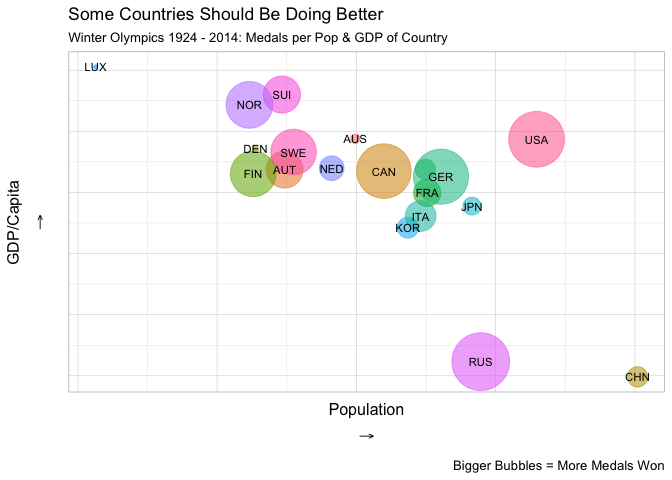 Some Countries Should Be Doing Better
Winter Olympics 1924 - 2014: Medals per Pop & GDP of Country
LUX
SUI
NOR
AUS
USA
DEN
SWE
NED
AUT
CAN
FIN
GER
FRA
JPN
ITA
KOR
RUS
CHN
GDP/Capita
Population
Bigger Bubbles = More Medals Won